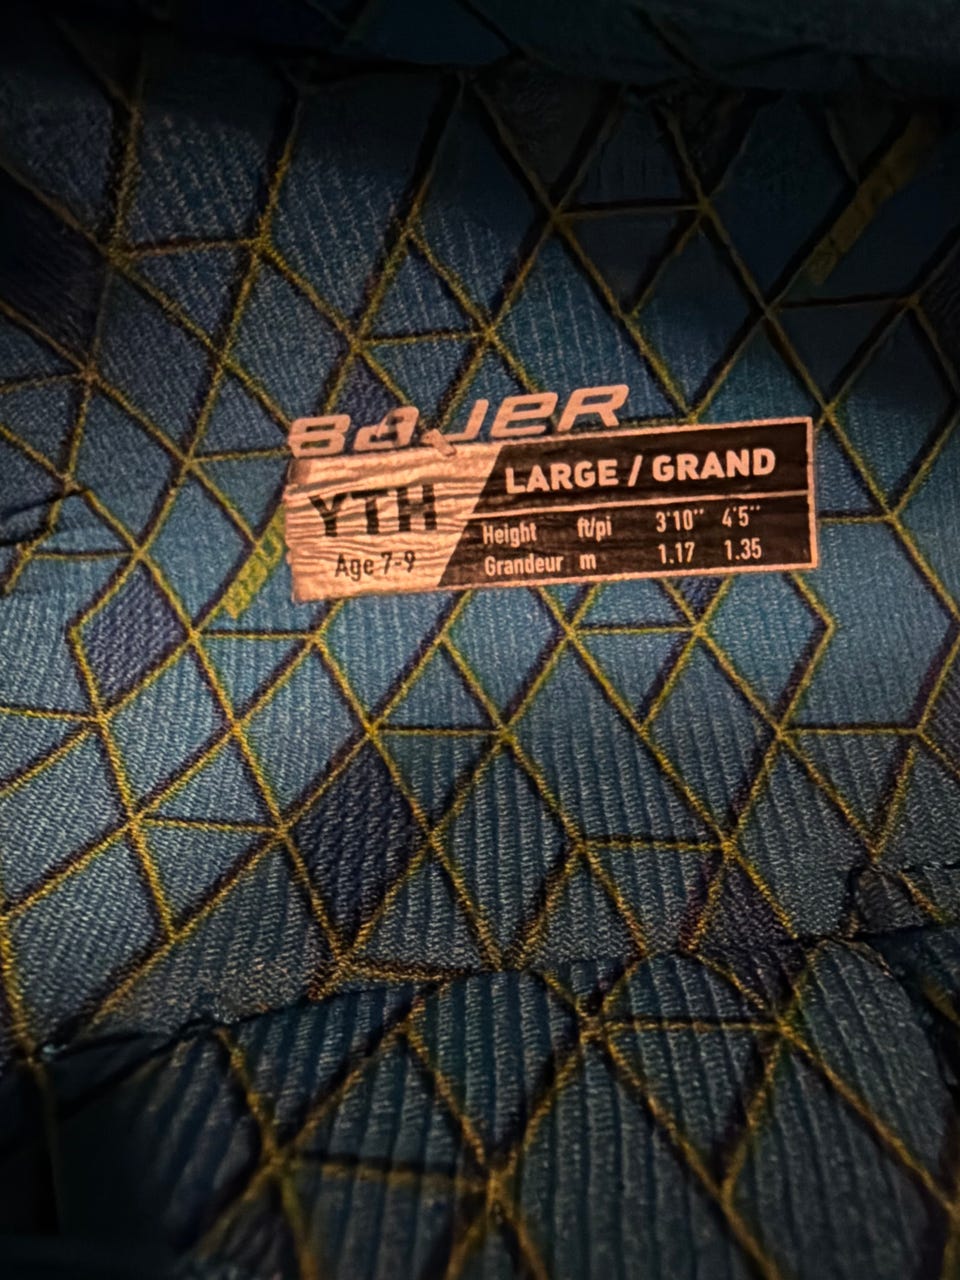 BAUER
YTH
Age 7-9
LARGE / GRAND
Height ft/pi 3'10'' 4'5''
Grandeur m 1.17 1.35